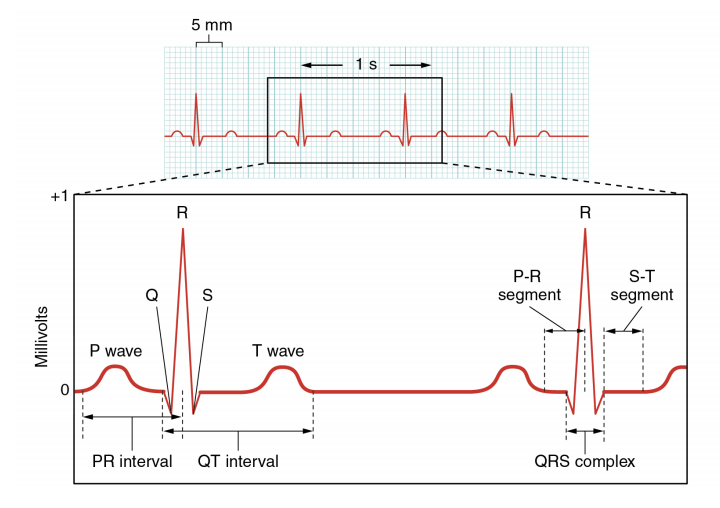 5 mm
1 s
+1
R
R
P-R
segment
S-T
segment
Q
S
Millivolts
P wave
T wave
0
PR interval
QT interval
QRS complex